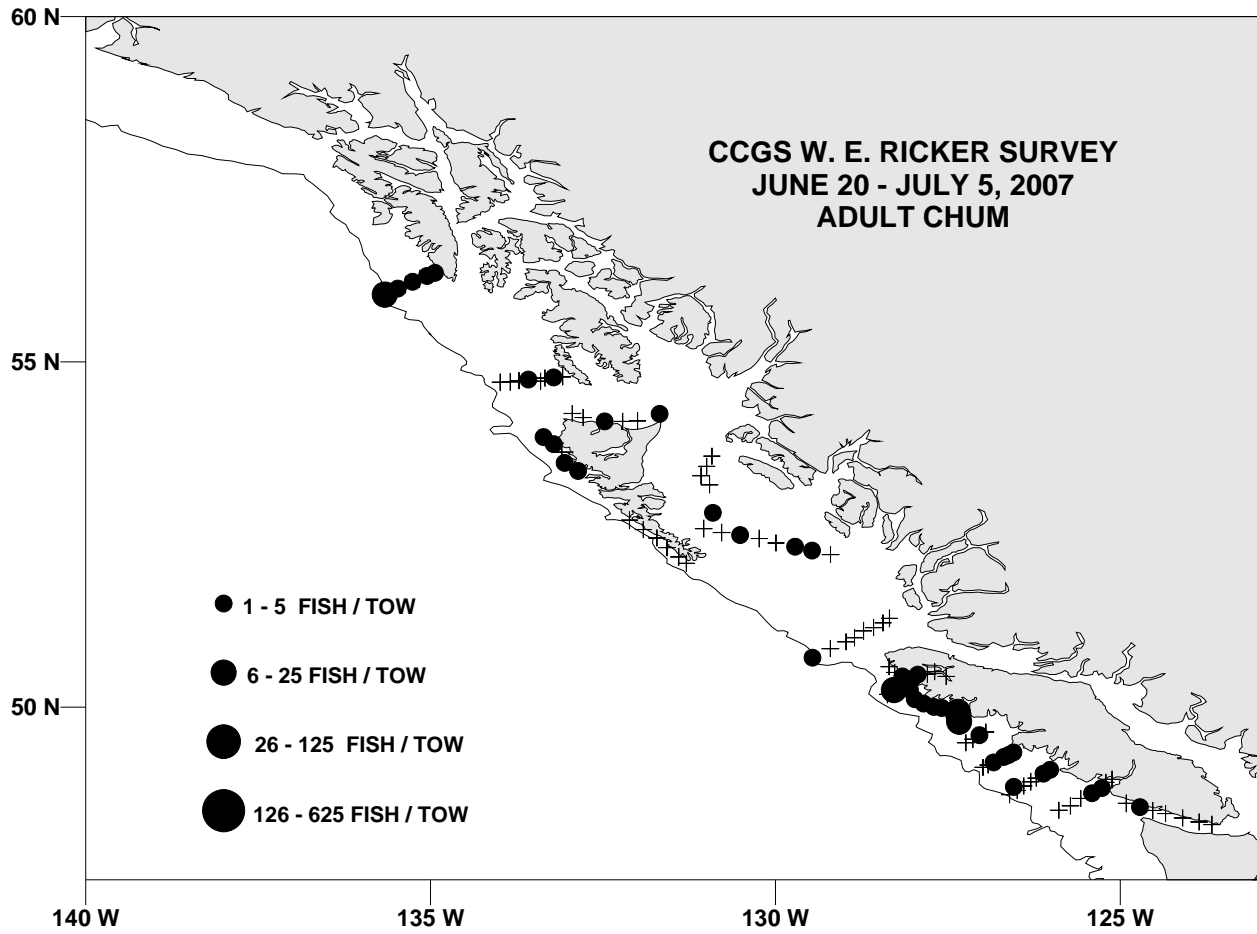 60 N
CCGS W. E. RICKER SURVEY
JUNE 20 - JULY 5, 2007
ADULT CHUM
55 N
1 - 5 FISH / TOW
6 - 25 FISH / TOW
50 N
26 - 125 FISH / TOW
126 - 625 FISH / TOW
140 W 135 W 130 W 125 W